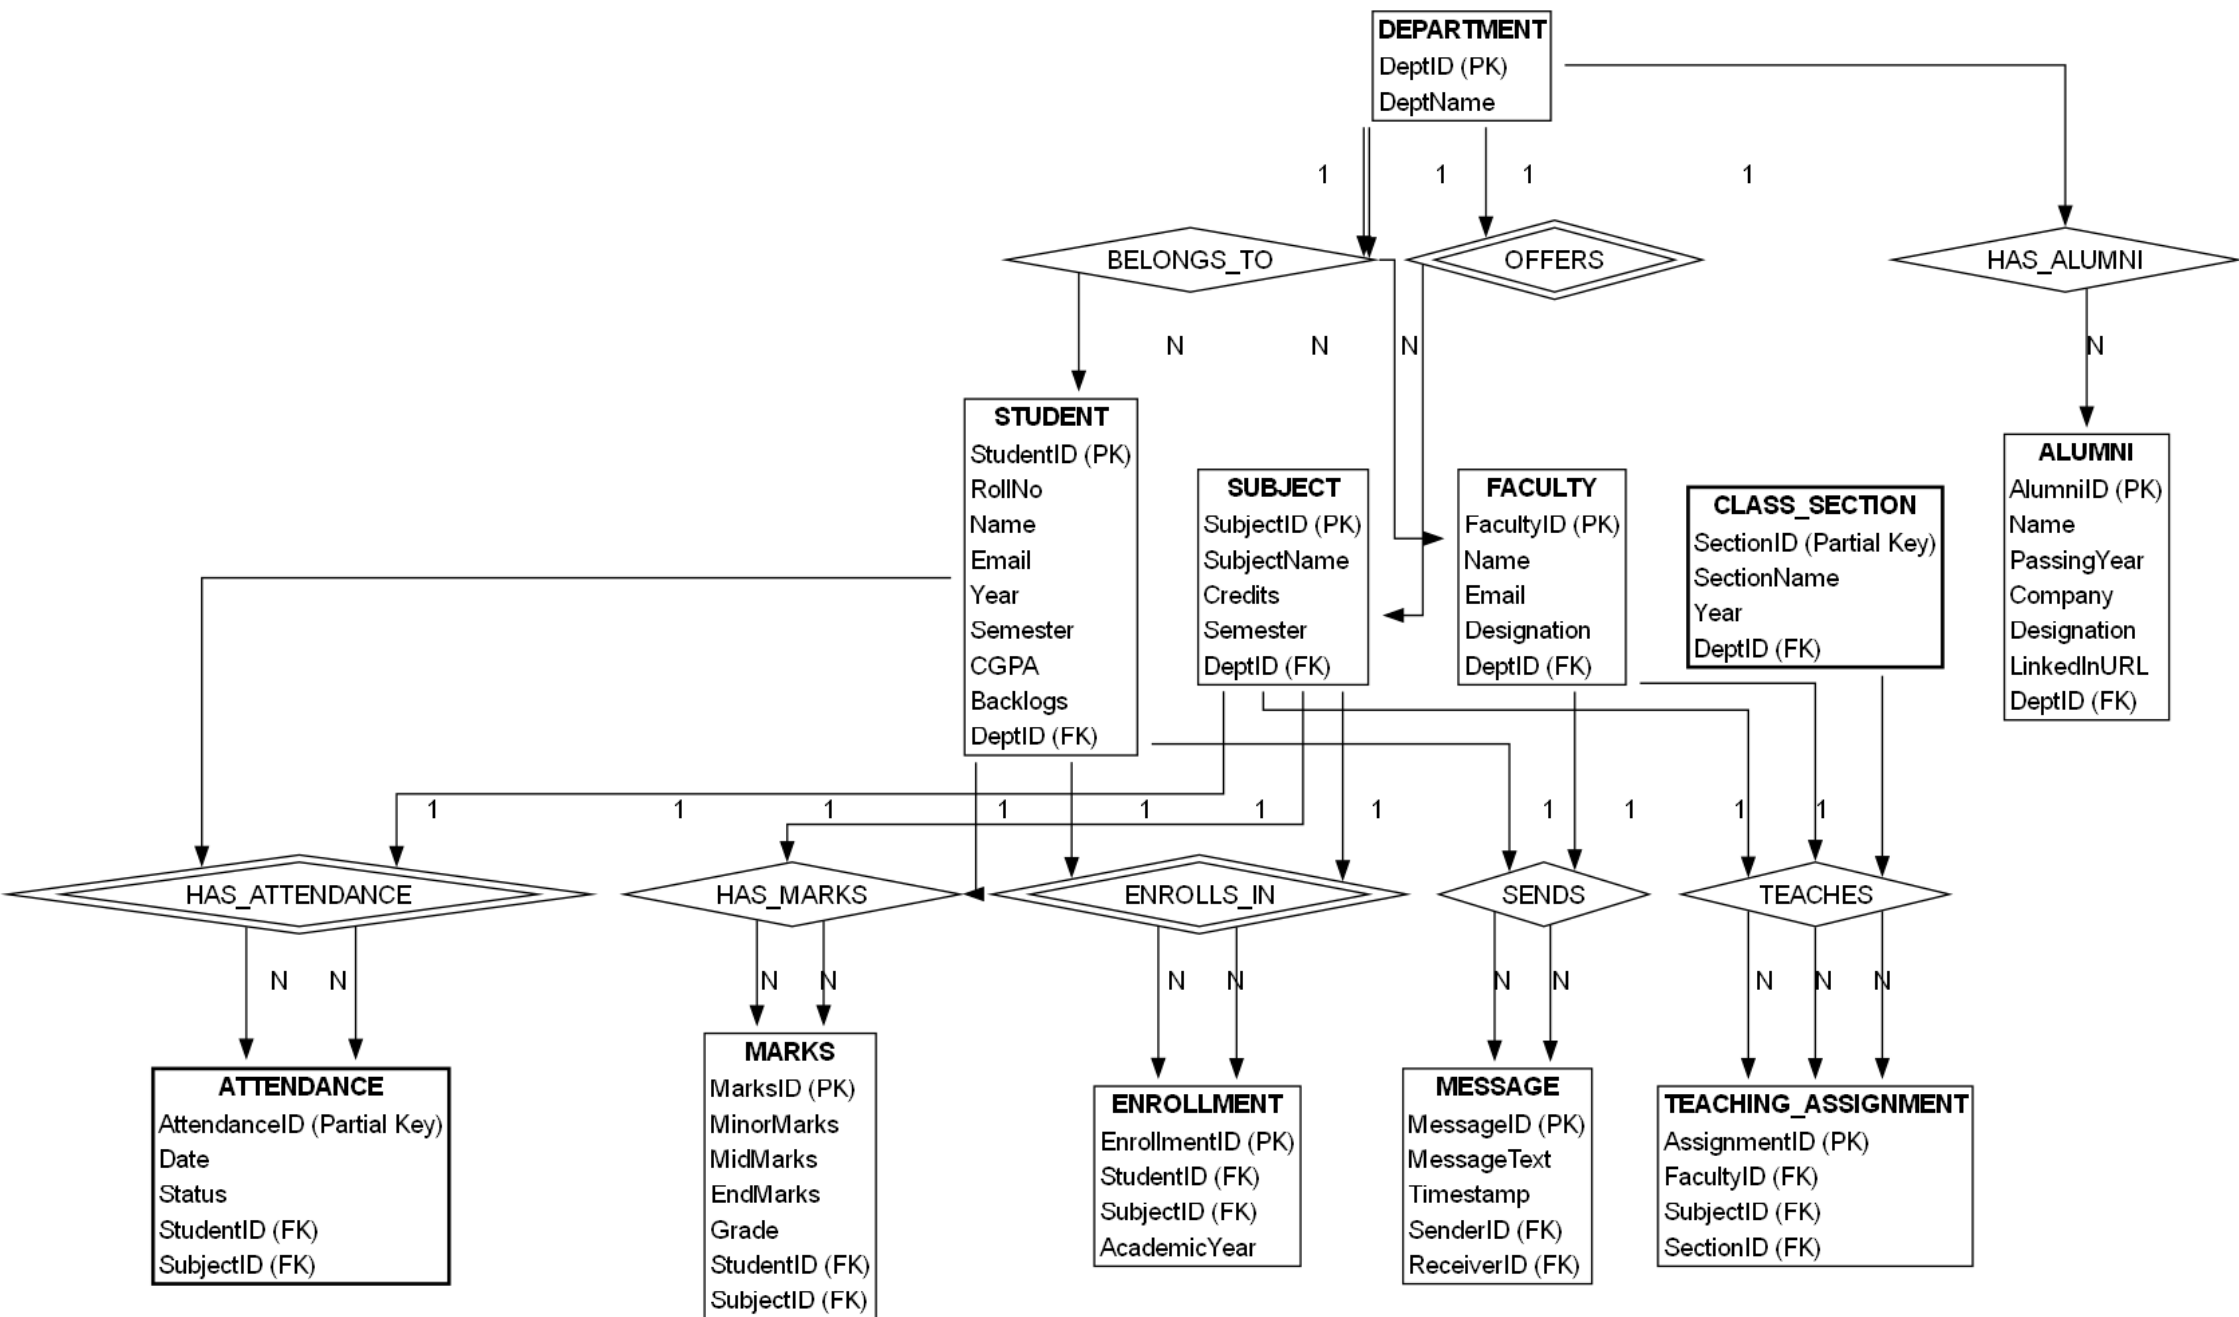 DEPARTMENT
DeptID (PK)
DeptName
1
1
1
1
BELONGS_TO
OFFERS
HAS_ALUMNI
N
N
N
N
STUDENT
StudentID (PK)
RollNo
Name
Email
Year
Semester
CGPA
Backlogs
DeptID (FK)
SUBJECT
SubjectID (PK)
SubjectName
Credits
Semester
DeptID (FK)
FACULTY
FacultyID (PK)
Name
Email
Designation
DeptID (FK)
CLASS_SECTION
SectionID (Partial Key)
SectionName
Year
DeptID (FK)
ALUMNI
AlumniID (PK)
Name
PassingYear
Company
Designation
LinkedInURL
DeptID (FK)
1
1
1
1
1
1
1
1
1
1
1
HAS_ATTENDANCE
HAS_MARKS
ENROLLS_IN
SENDS
TEACHES
N
N
N
N
N
N
N
N
N
N
N
ATTENDANCE
AttendanceID (Partial Key)
Date
Status
StudentID (FK)
SubjectID (FK)
MARKS
MarksID (PK)
MinorMarks
MidMarks
EndMarks
Grade
StudentID (FK)
SubjectID (FK)
ENROLLMENT
EnrollmentID (PK)
StudentID (FK)
SubjectID (FK)
AcademicYear
MESSAGE
MessageID (PK)
MessageText
Timestamp
SenderID (FK)
ReceiverID (FK)
TEACHING_ASSIGNMENT
AssignmentID (PK)
FacultyID (FK)
SubjectID (FK)
SectionID (FK)